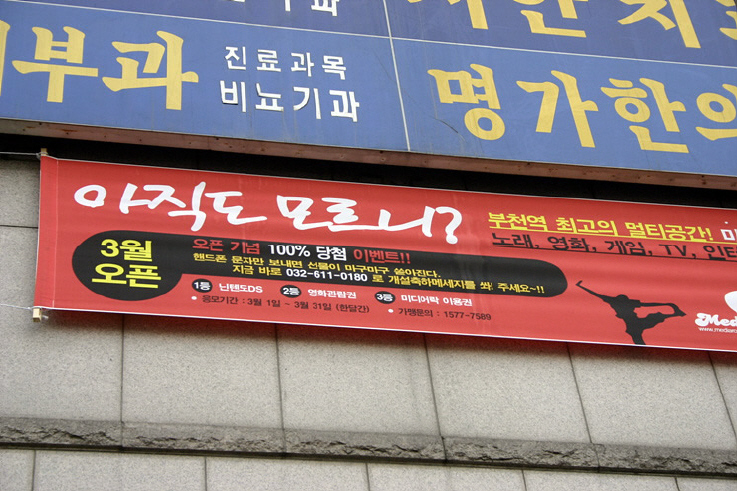 부과
진료과목
비뇨기과
명가한의
아직도 모르니?
부천역 최고의 멀티공간!
노래, 영화, 게임, TV, 인터
3월
오픈
오픈 기념 100% 당첨 이벤트!!
핸드폰 문자만 보내면 선물이 마구마구 쏟아진다.
지금 바로 032-611-0180 로 개설축하메세지를 쏴 주세요~!!
1등 닌텐도DS 2등 영화관람권 3등 미디어락 이용권
• 응모기간 : 3월 1일 ~ 3월 31일 (한달간) • 가맹문의 : 1577-7589